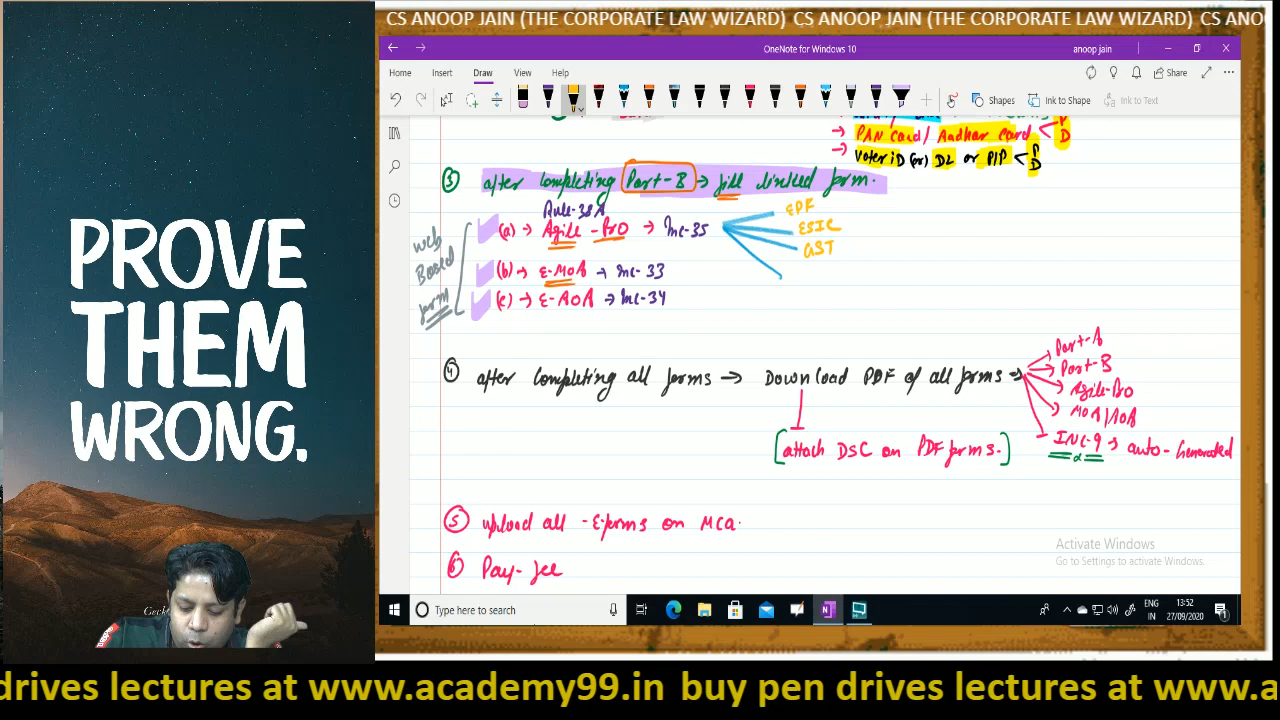 CS ANOOP JAIN (THE CORPORATE LAW WIZARD) CS ANOOP JAIN (THE CORPORATE LAW WIZARD) CS ANO
OneNote for Windows 10
anoop jain
Home Insert Draw View Help
Share
Shapes Ink to Shape Ink to Text
→ PAN Card / Aadhar Card < P D
→ Voter ID (or) DL or P/P < P D
③ after completing Part-B → fill linked form.
Rule-38A
(a) → Agile - PrO → Inc-35
EPF
ESIC
GST
(b) → E-MOA → Inc-33
(c) → E-AOA → Inc-34
Web
Based
form
④ after completing all forms → Download PDF of all forms →
Part-A
Part-B
Agile-Pro
MOA/AOA
INC-9 → auto-Generated
[attach DSC on PDF forms.]
⑤ upload all -E-forms on MCA.
⑥ Pay-fee
PROVE
THEM
WRONG.
Activate Windows
Go to Settings to activate Windows.
Type here to search
ENG
IN
13:52
27/09/2020
drives lectures at www.academy99.in buy pen drives lectures at www.a